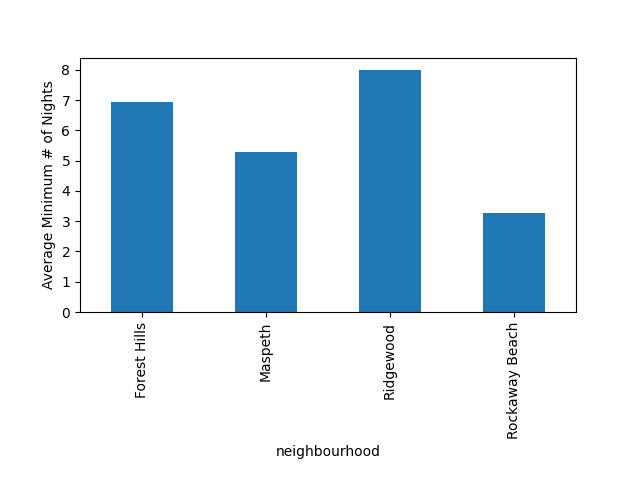 Average Minimum # of Nights
8
7
6
5
4
3
2
1
0
Forest Hills
Maspeth
Ridgewood
Rockaway Beach
neighbourhood